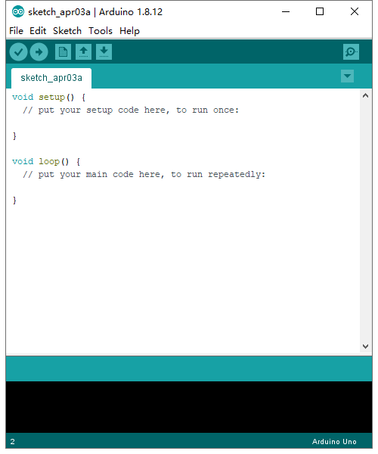 sketch_apr03a | Arduino 1.8.12
File Edit Sketch Tools Help
sketch_apr03a
void setup() {
  // put your setup code here, to run once:
}
void loop() {
  // put your main code here, to run repeatedly:
}
2 Arduino Uno